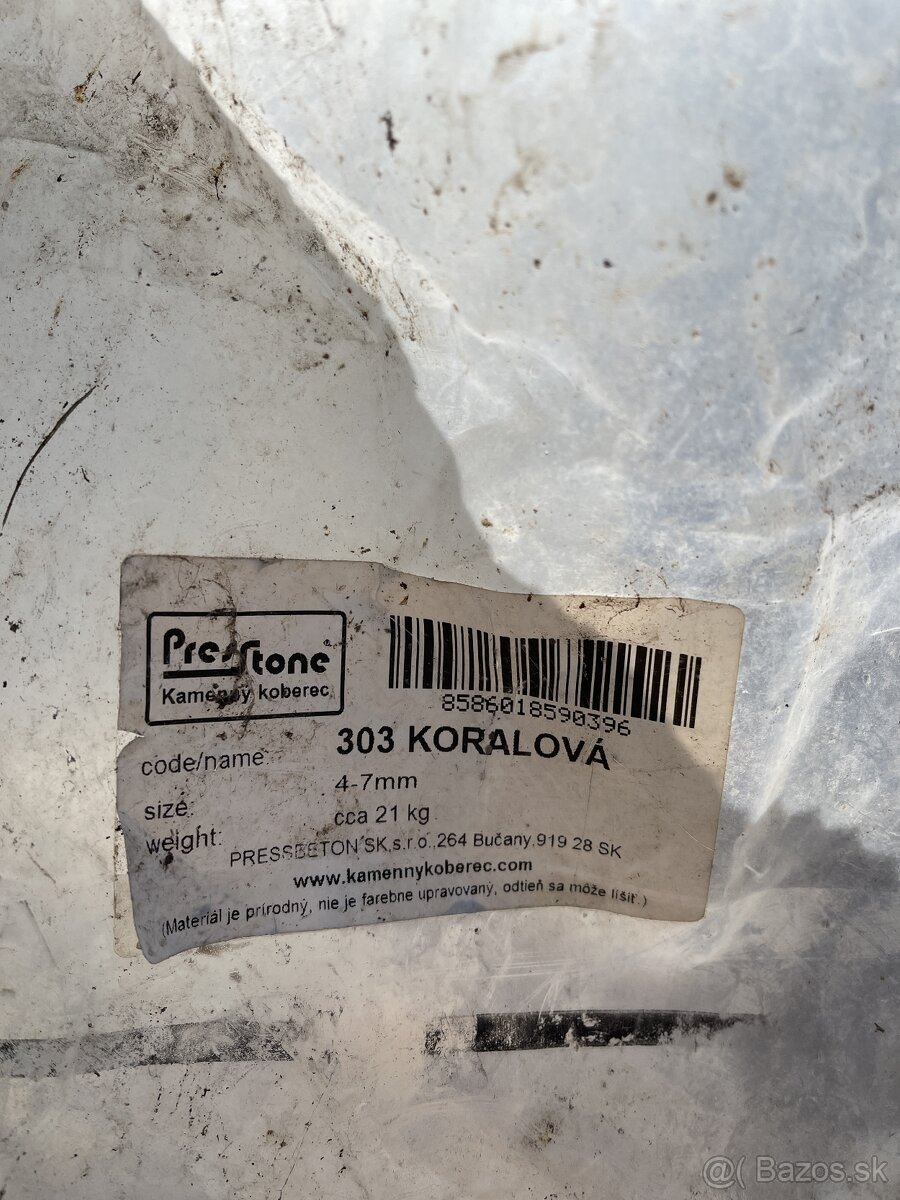 PressStone®
Kamenný koberec
8586018590396
code/name: 303 KORALOVÁ
size: 4-7mm
weight: cca 21 kg
PRESSBETON SK,s.r.o.,264 Bučany,919 28 SK
www.kamennykoberec.com
(Materiál je prírodný, nie je farebne upravovaný, odtieň sa môže líšiť.)
@( Bazos.sk